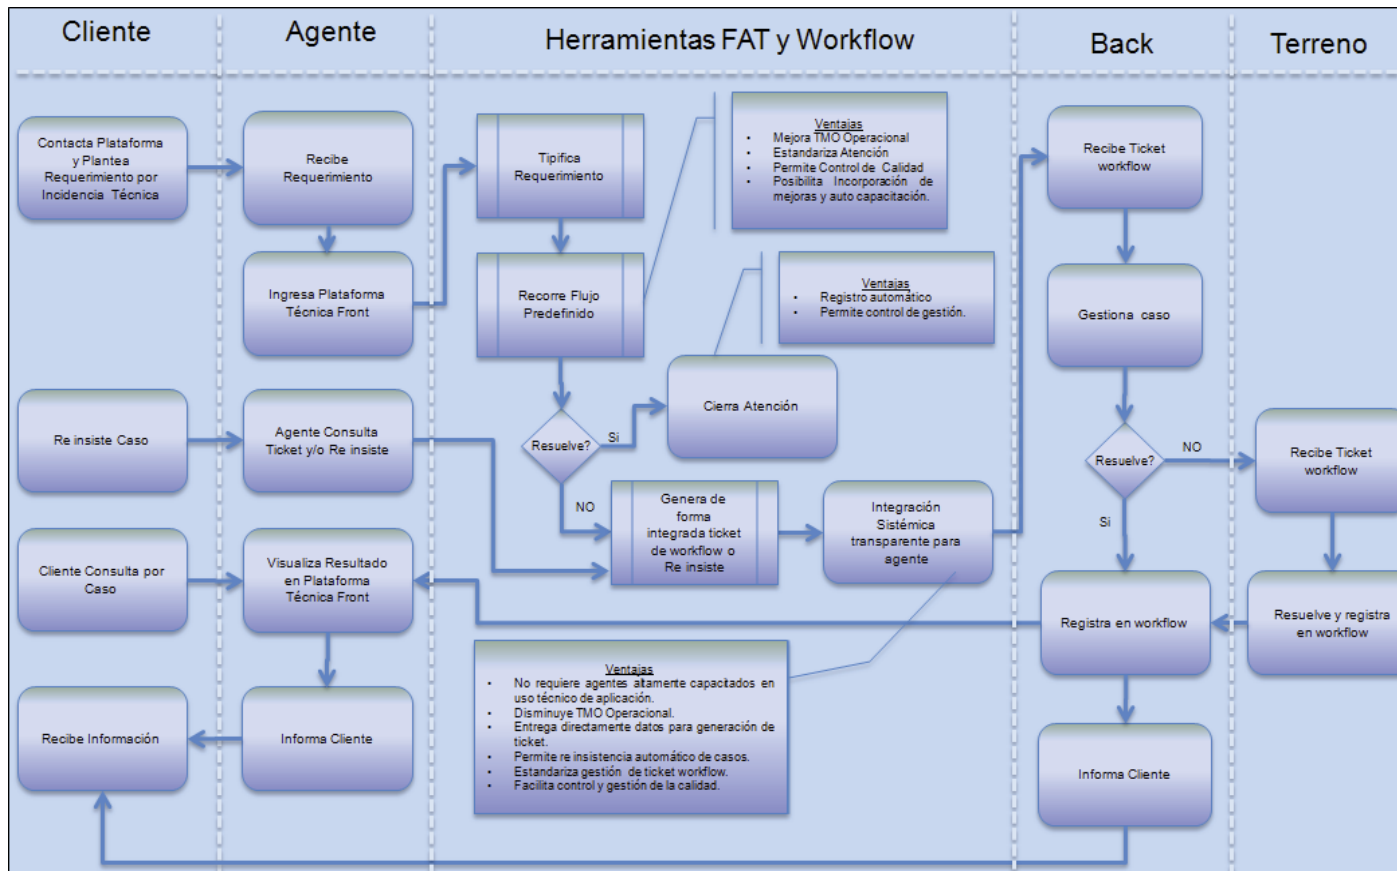 Cliente
Agente
Herramientas FAT y Workflow
Back
Terreno
Contacta Plataforma
y Plantea
Requerimiento por
Incidencia Técnica
Recibe
Requerimiento
Tipifica
Requerimiento
Ventajas
• Mejora TMO Operacional
• Estandariza Atención
• Permite Control de Calidad
• Posibilita Incorporación de
mejoras y auto capacitación.
Recibe Ticket
workflow
Ingresa Plataforma
Técnica Front
Recorre Flujo
Predefinido
Ventajas
• Registro automático
• Permite control de gestión.
Gestiona caso
Re insiste Caso
Agente Consulta
Ticket y/o Re insiste
Resuelve?
Si
Cierra Atención
NO
Resuelve?
NO
Si
Recibe Ticket
workflow
Genera de
forma
integrada ticket
de workflow o
Re insiste
Integración
Sistémica
transparente para
agente
Cliente Consulta por
Caso
Visualiza Resultado
en Plataforma
Técnica Front
Registra en workflow
Resuelve y registra
en workflow
Ventajas
• No requiere agentes altamente capacitados en
uso técnico de aplicación.
• Disminuye TMO Operacional.
• Entrega directamente datos para generación de
ticket.
• Permite re insistencia automático de casos.
• Estandariza gestión de ticket workflow.
• Facilita control y gestión de la calidad.
Recibe Información
Informa Cliente
Informa Cliente